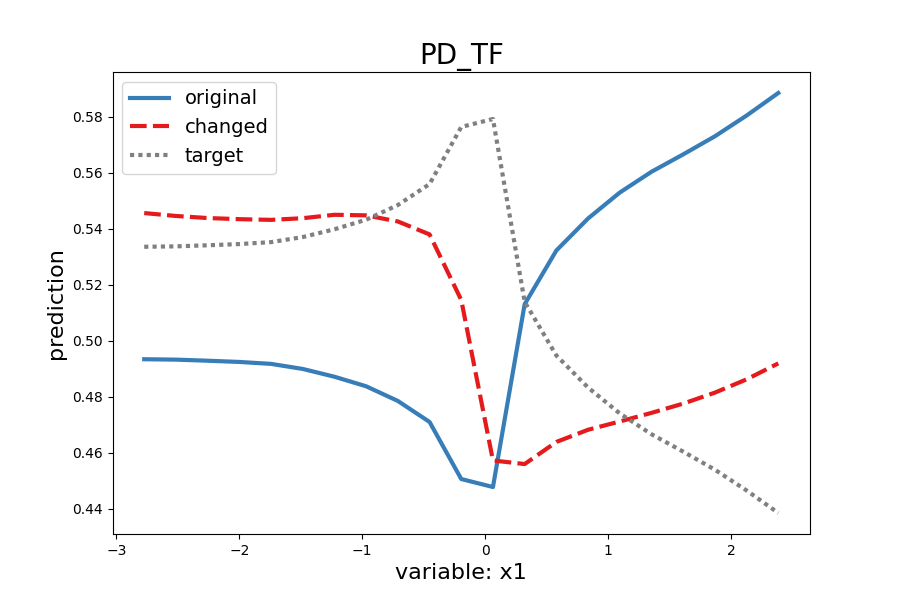 PD_TF
original
changed
target
prediction
0.58
0.56
0.54
0.52
0.50
0.48
0.46
0.44
−3 −2 −1 0 1 2
variable: x1